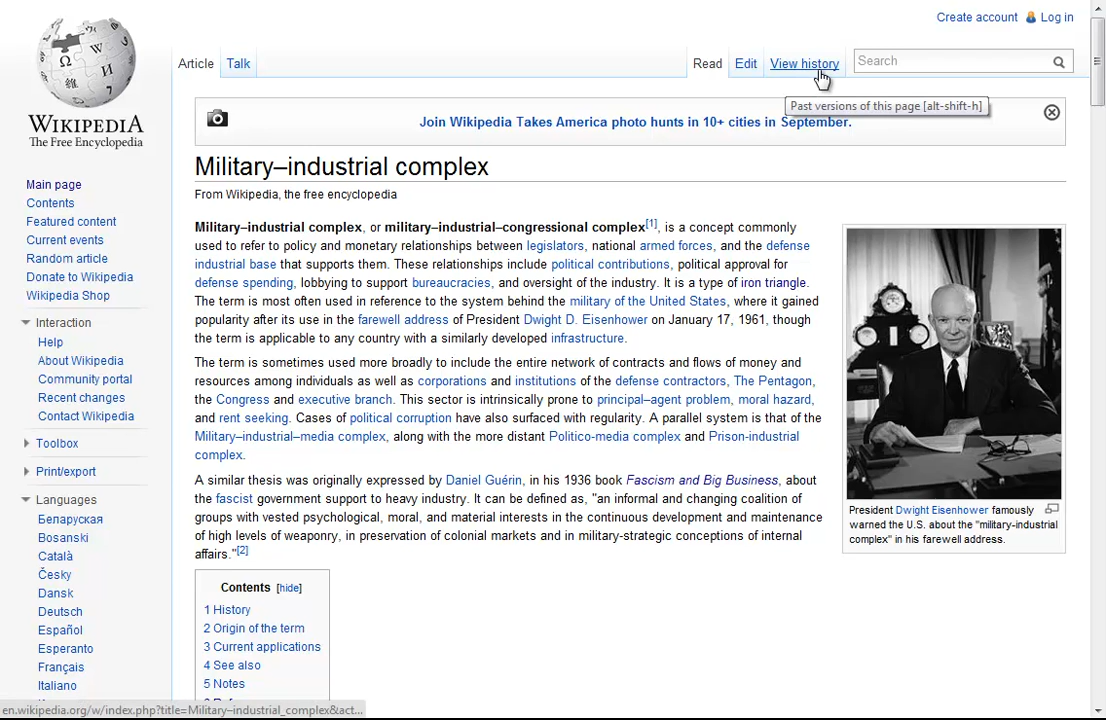 Create account Log in
Article Talk Read Edit View history Search
Past versions of this page [alt-shift-h]
WIKIPEDIA
The Free Encyclopedia
Join Wikipedia Takes America photo hunts in 10+ cities in September.
Military–industrial complex
From Wikipedia, the free encyclopedia
Main page
Contents
Featured content
Current events
Random article
Donate to Wikipedia
Wikipedia Shop
Interaction
Help
About Wikipedia
Community portal
Recent changes
Contact Wikipedia
Toolbox
Print/export
Languages
Беларуская
Bosanski
Català
Česky
Dansk
Deutsch
Español
Esperanto
Français
Italiano
Military–industrial complex, or military–industrial–congressional complex[1], is a concept commonly
used to refer to policy and monetary relationships between legislators, national armed forces, and the defense
industrial base that supports them. These relationships include political contributions, political approval for
defense spending, lobbying to support bureaucracies, and oversight of the industry. It is a type of iron triangle.
The term is most often used in reference to the system behind the military of the United States, where it gained
popularity after its use in the farewell address of President Dwight D. Eisenhower on January 17, 1961, though
the term is applicable to any country with a similarly developed infrastructure.
The term is sometimes used more broadly to include the entire network of contracts and flows of money and
resources among individuals as well as corporations and institutions of the defense contractors, The Pentagon,
the Congress and executive branch. This sector is intrinsically prone to principal–agent problem, moral hazard,
and rent seeking. Cases of political corruption have also surfaced with regularity. A parallel system is that of the
Military–industrial–media complex, along with the more distant Politico-media complex and Prison-industrial
complex.
A similar thesis was originally expressed by Daniel Guérin, in his 1936 book Fascism and Big Business, about
the fascist government support to heavy industry. It can be defined as, "an informal and changing coalition of
groups with vested psychological, moral, and material interests in the continuous development and maintenance
of high levels of weaponry, in preservation of colonial markets and in military-strategic conceptions of internal
affairs."[2]
President Dwight Eisenhower famously
warned the U.S. about the "military-industrial
complex" in his farewell address.
Contents [hide]
1 History
2 Origin of the term
3 Current applications
4 See also
5 Notes
en.wikipedia.org/w/index.php?title=Military–industrial_complex&act...